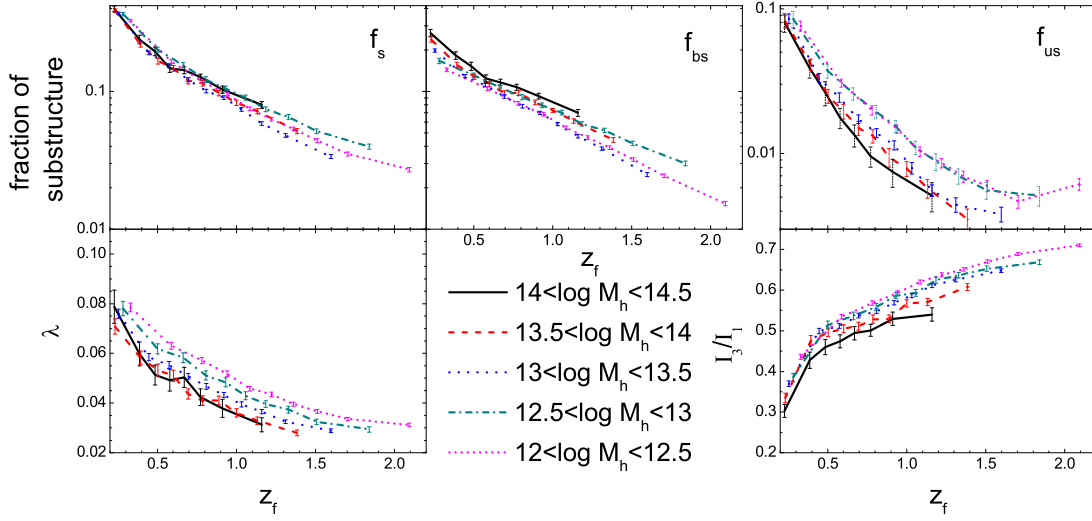 fraction of
substructure
0.1
0.01
f_s
f_bs
0.1
0.01
f_us
0.5 1.0 1.5 2.0
z_f
λ
0.10
0.08
0.06
0.04
0.02
0.5 1.0 1.5 2.0
z_f
14<log M_h<14.5
13.5<log M_h<14
13<log M_h<13.5
12.5<log M_h<13
12<log M_h<12.5
I_3/I_1
0.7
0.6
0.5
0.4
0.3
0.2
0.5 1.0 1.5 2.0
z_f